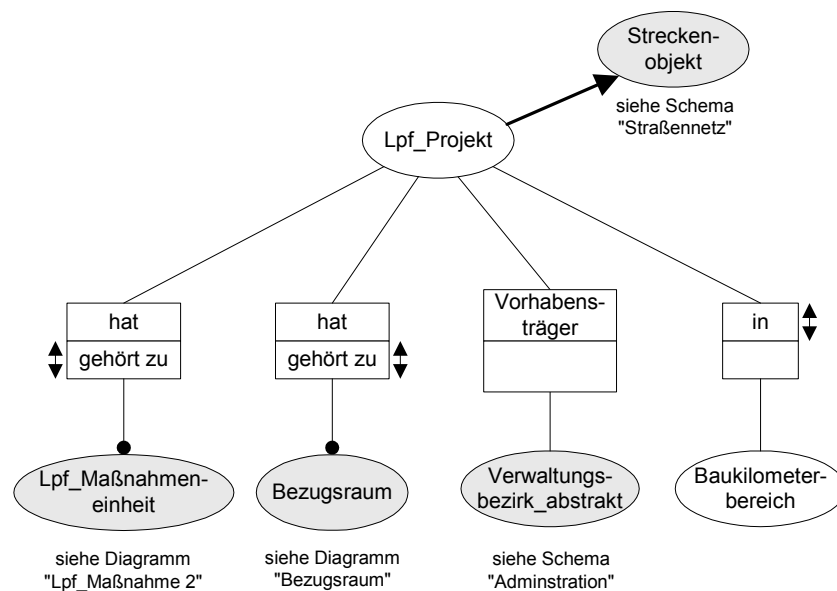 Strecken-
objekt
siehe Schema
"Straßennetz"
Lpf_Projekt
hat
gehört zu
hat
gehört zu
Vorhabens-
träger
in
Lpf_Maßnahmen-
einheit
Bezugsraum
Verwaltungs-
bezirk_abstrakt
Baukilometer-
bereich
siehe Diagramm
"Lpf_Maßnahme 2"
siehe Diagramm
"Bezugsraum"
siehe Schema
"Adminstration"